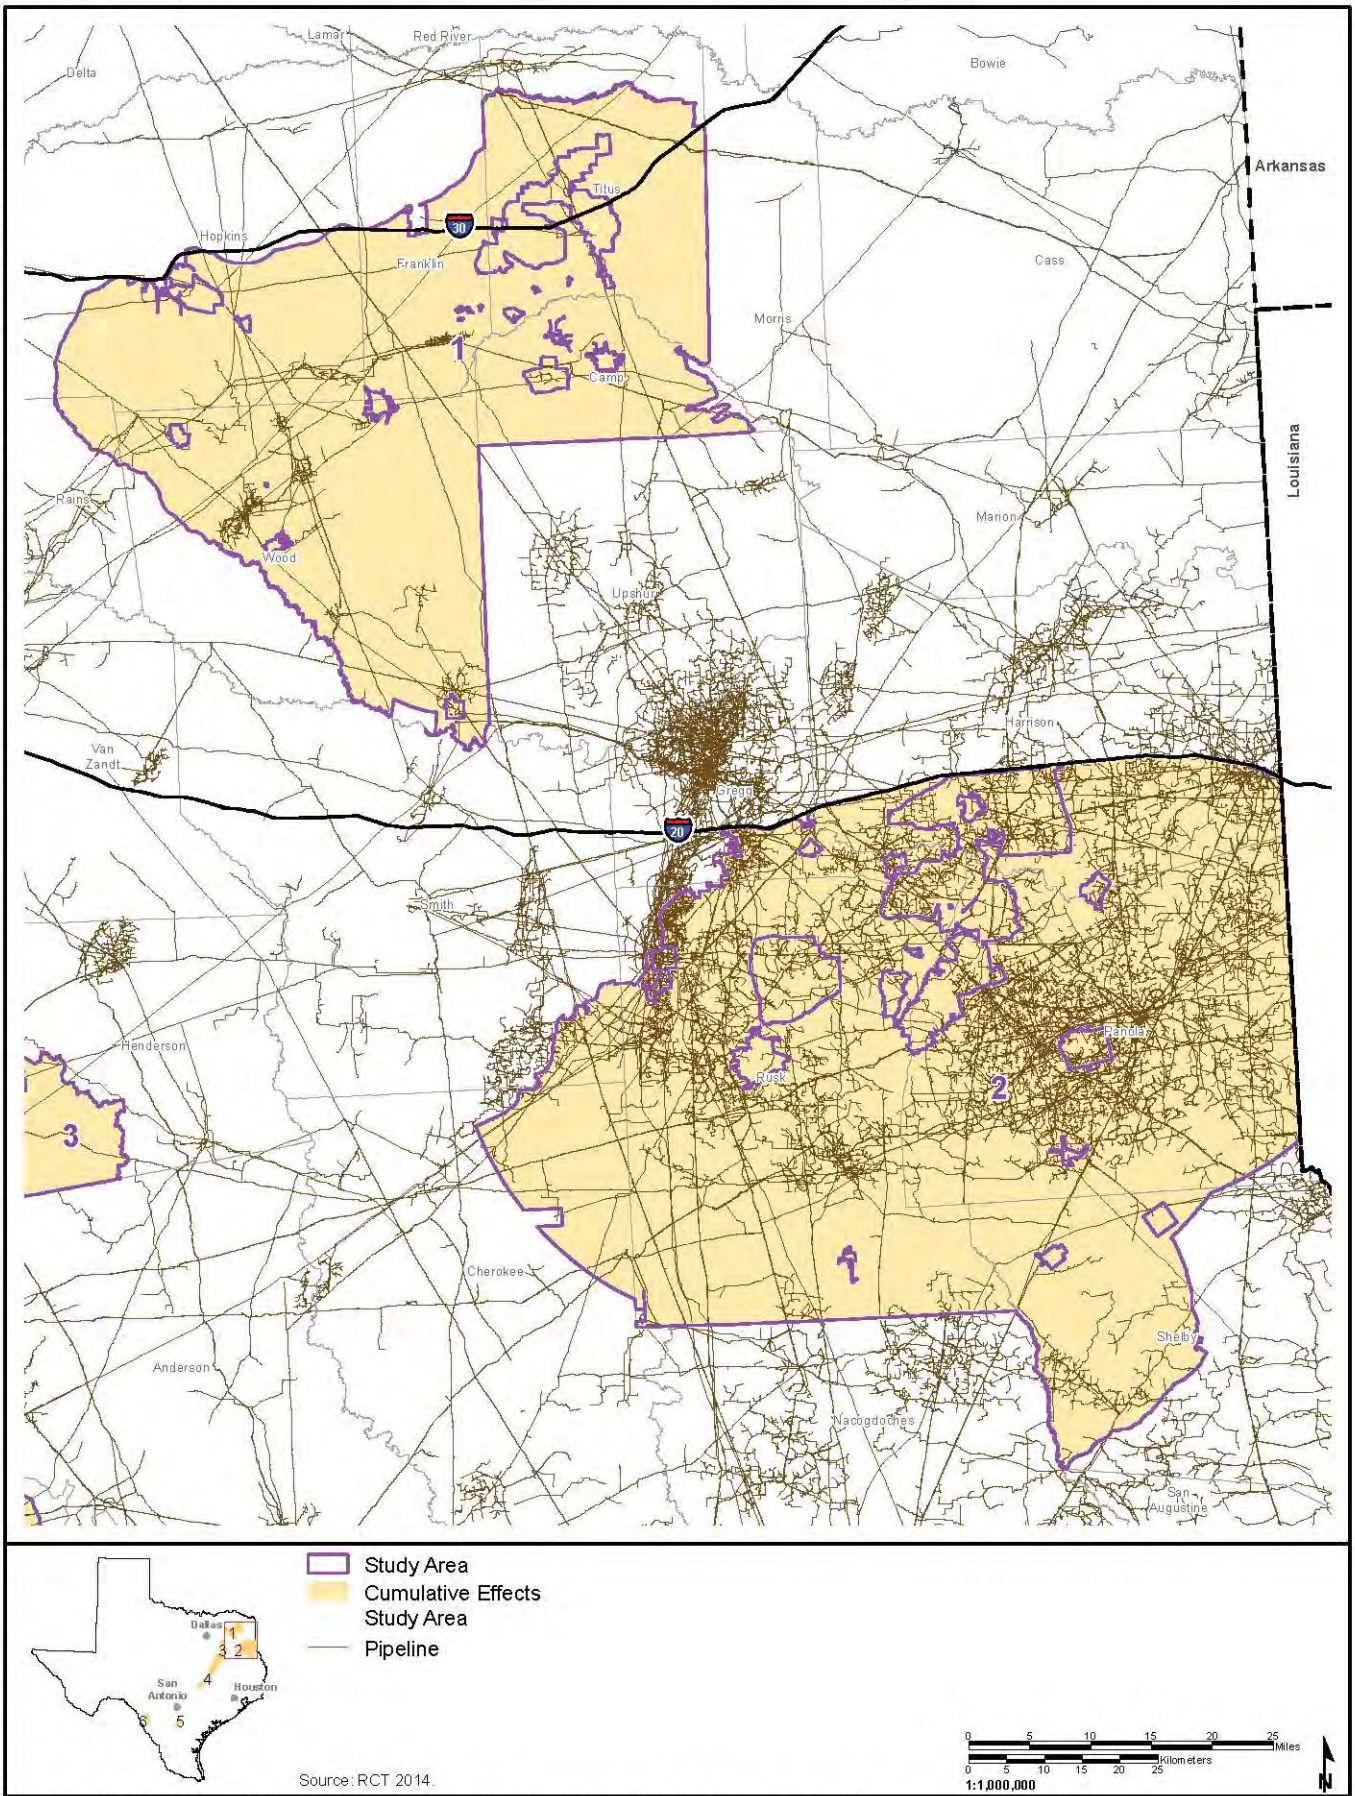 Lamar
Red River
Delta
Bowie
Arkansas
Titus
30
Hopkins
Franklin
Cass
Morris
1
Camp
Louisiana
Rains
Marion
Wood
Upshur
Harrison
Van
Zandt
Gregg
20
Smith
Panola
Henderson
Rusk
2
3
Cherokee
Shelby
Anderson
Nacogdoches
San
Augustine
Study Area
Cumulative Effects
Study Area
Pipeline
Dallas
1
3
2
4
San
Antonio
Houston
6
5
Source: RCT 2014.
0 5 10 15 20 25
Miles
Kilometers
0 5 10 15 20 25
1:1,000,000
N